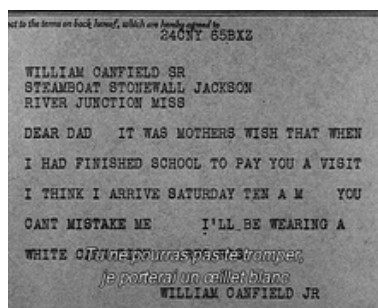 ct to the terms on back hereof, which are hereby agreed to
24CNY 65BXZ
WILLIAM CANFIELD SR
STEAMBOAT STONEWALL JACKSON
RIVER JUNCTION MISS
DEAR DAD IT WAS MOTHERS WISH THAT WHEN
I HAD FINISHED SCHOOL TO PAY YOU A VISIT
I THINK I ARRIVE SATURDAY TEN A M YOU
CANT MISTAKE ME I'LL BE WEARING A
WHITE
Tu ne pourras pas te tromper,
je porterai un œillet blanc
WILLIAM CANFIELD JR